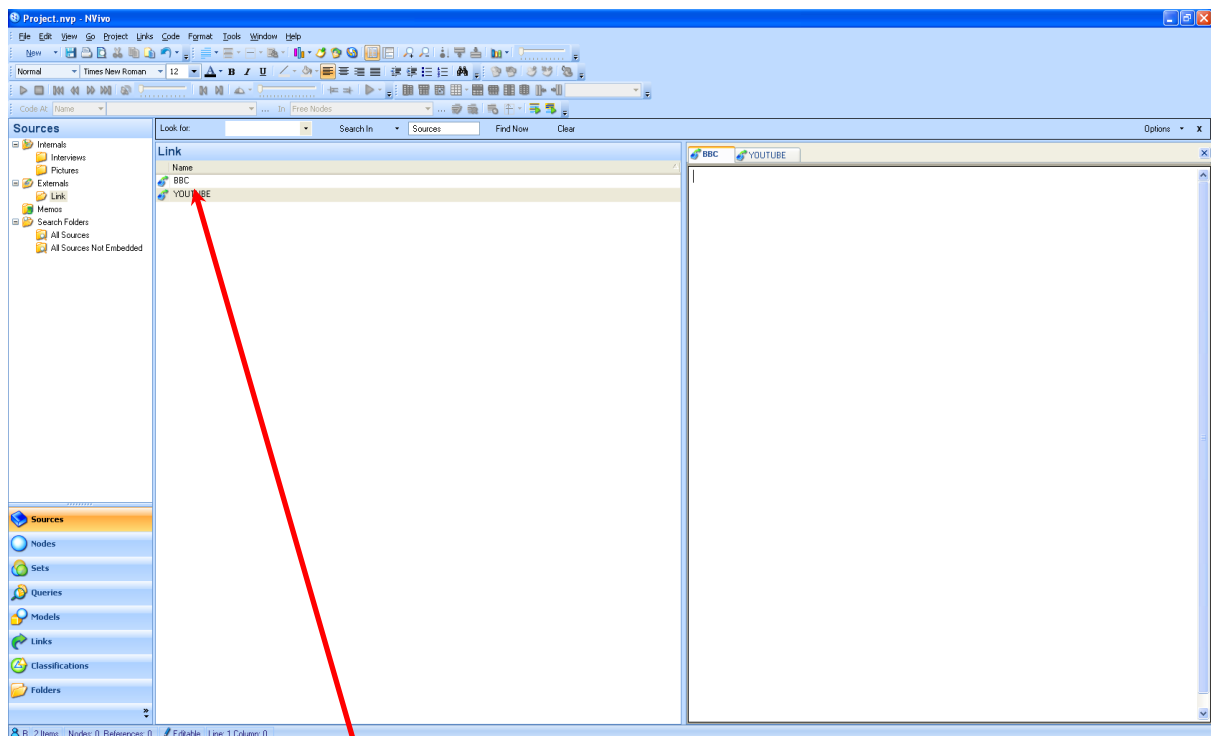 Project.nvp - NVivo
File Edit View Go Project Links Code Format Tools Window Help
New
Normal Times New Roman 12 A B I U
Code At Name ... In Free Nodes ...
Sources
Look for: Search In Sources Find Now Clear Options x
Internals
Interviews
Pictures
Externals
Link
Memos
Search Folders
All Sources
All Sources Not Embedded
Link
Name
BBC
YOUTUBE
BBC YOUTUBE
Sources
Nodes
Sets
Queries
Models
Links
Classifications
Folders
B 2 Items Nodes: 0 References: 0 Editable Line: 1 Column: 0